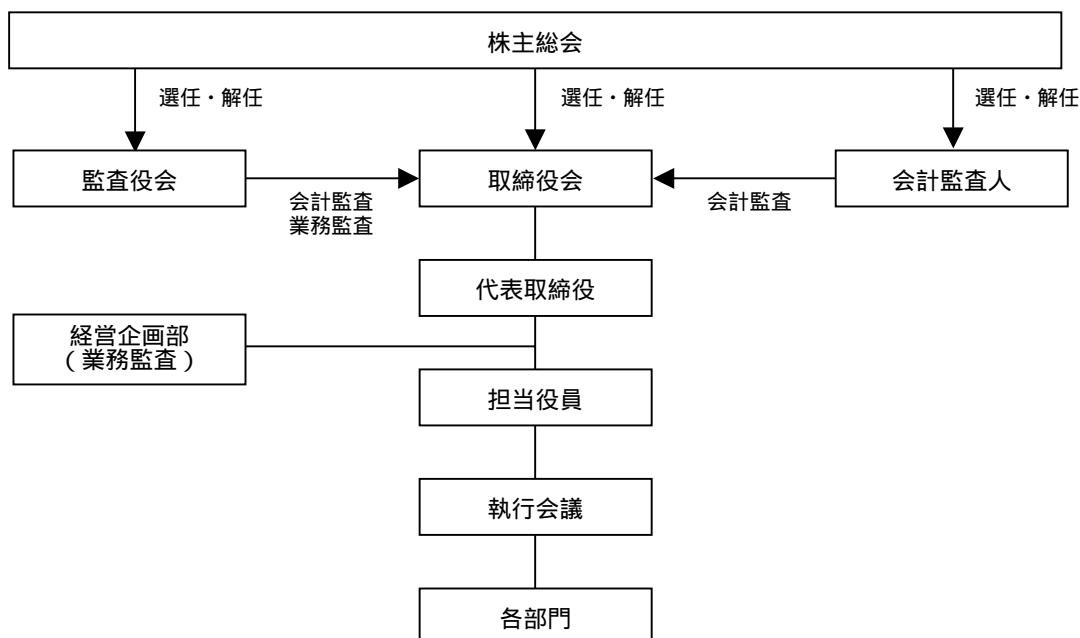 株主総会
選任・解任
選任・解任
選任・解任
監査役会
取締役会
会計監査人
会計監査
業務監査
会計監査
代表取締役
経営企画部
（業務監査）
担当役員
執行会議
各部門